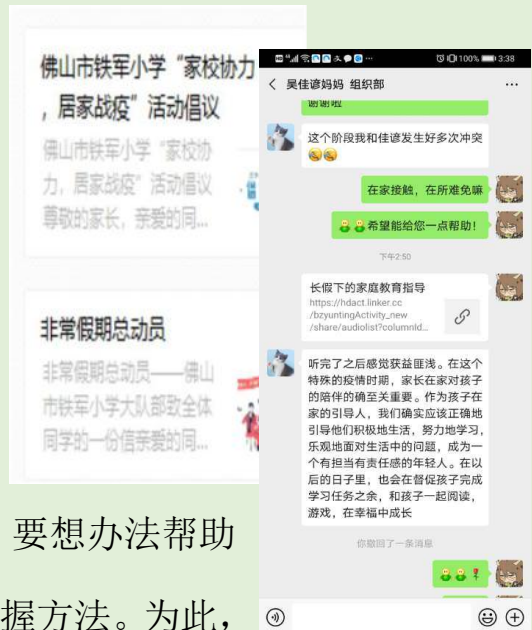 佛山市铁军小学“家校协力
，居家战疫”活动倡议
佛山市铁军小学“家校协
力，居家战疫”活动倡议
尊敬的家长，亲爱的同...
非常假期总动员
非常假期总动员——佛山
市铁军小学大队部致全体
同学的一份信亲爱的同...
要想办法帮助
握方法。为此，
100% 3:38
吴佳谚妈妈 组织部
谢谢啦
这个阶段我和佳谚发生好多次冲突
在家接触，在所难免嘛
希望能给您一点帮助！
下午2:50
长假下的家庭教育指导
https://hdact.linker.cc
/bzyuntingActivity_new
/share/audiolist?columnId...
听完了之后感觉获益匪浅。在这个
特殊的疫情时期，家长在家对孩子
的陪伴的确至关重要。作为孩子在
家的引导人，我们确实应该正确地
引导他们积极地生活，努力地学习，
乐观地面对生活中的问题，成为一
个有担当有责任感的年轻人。在以
后的日子里，也会在督促孩子完成
学习任务之余，和孩子一起阅读，
游戏，在幸福中成长
你撤回了一条消息